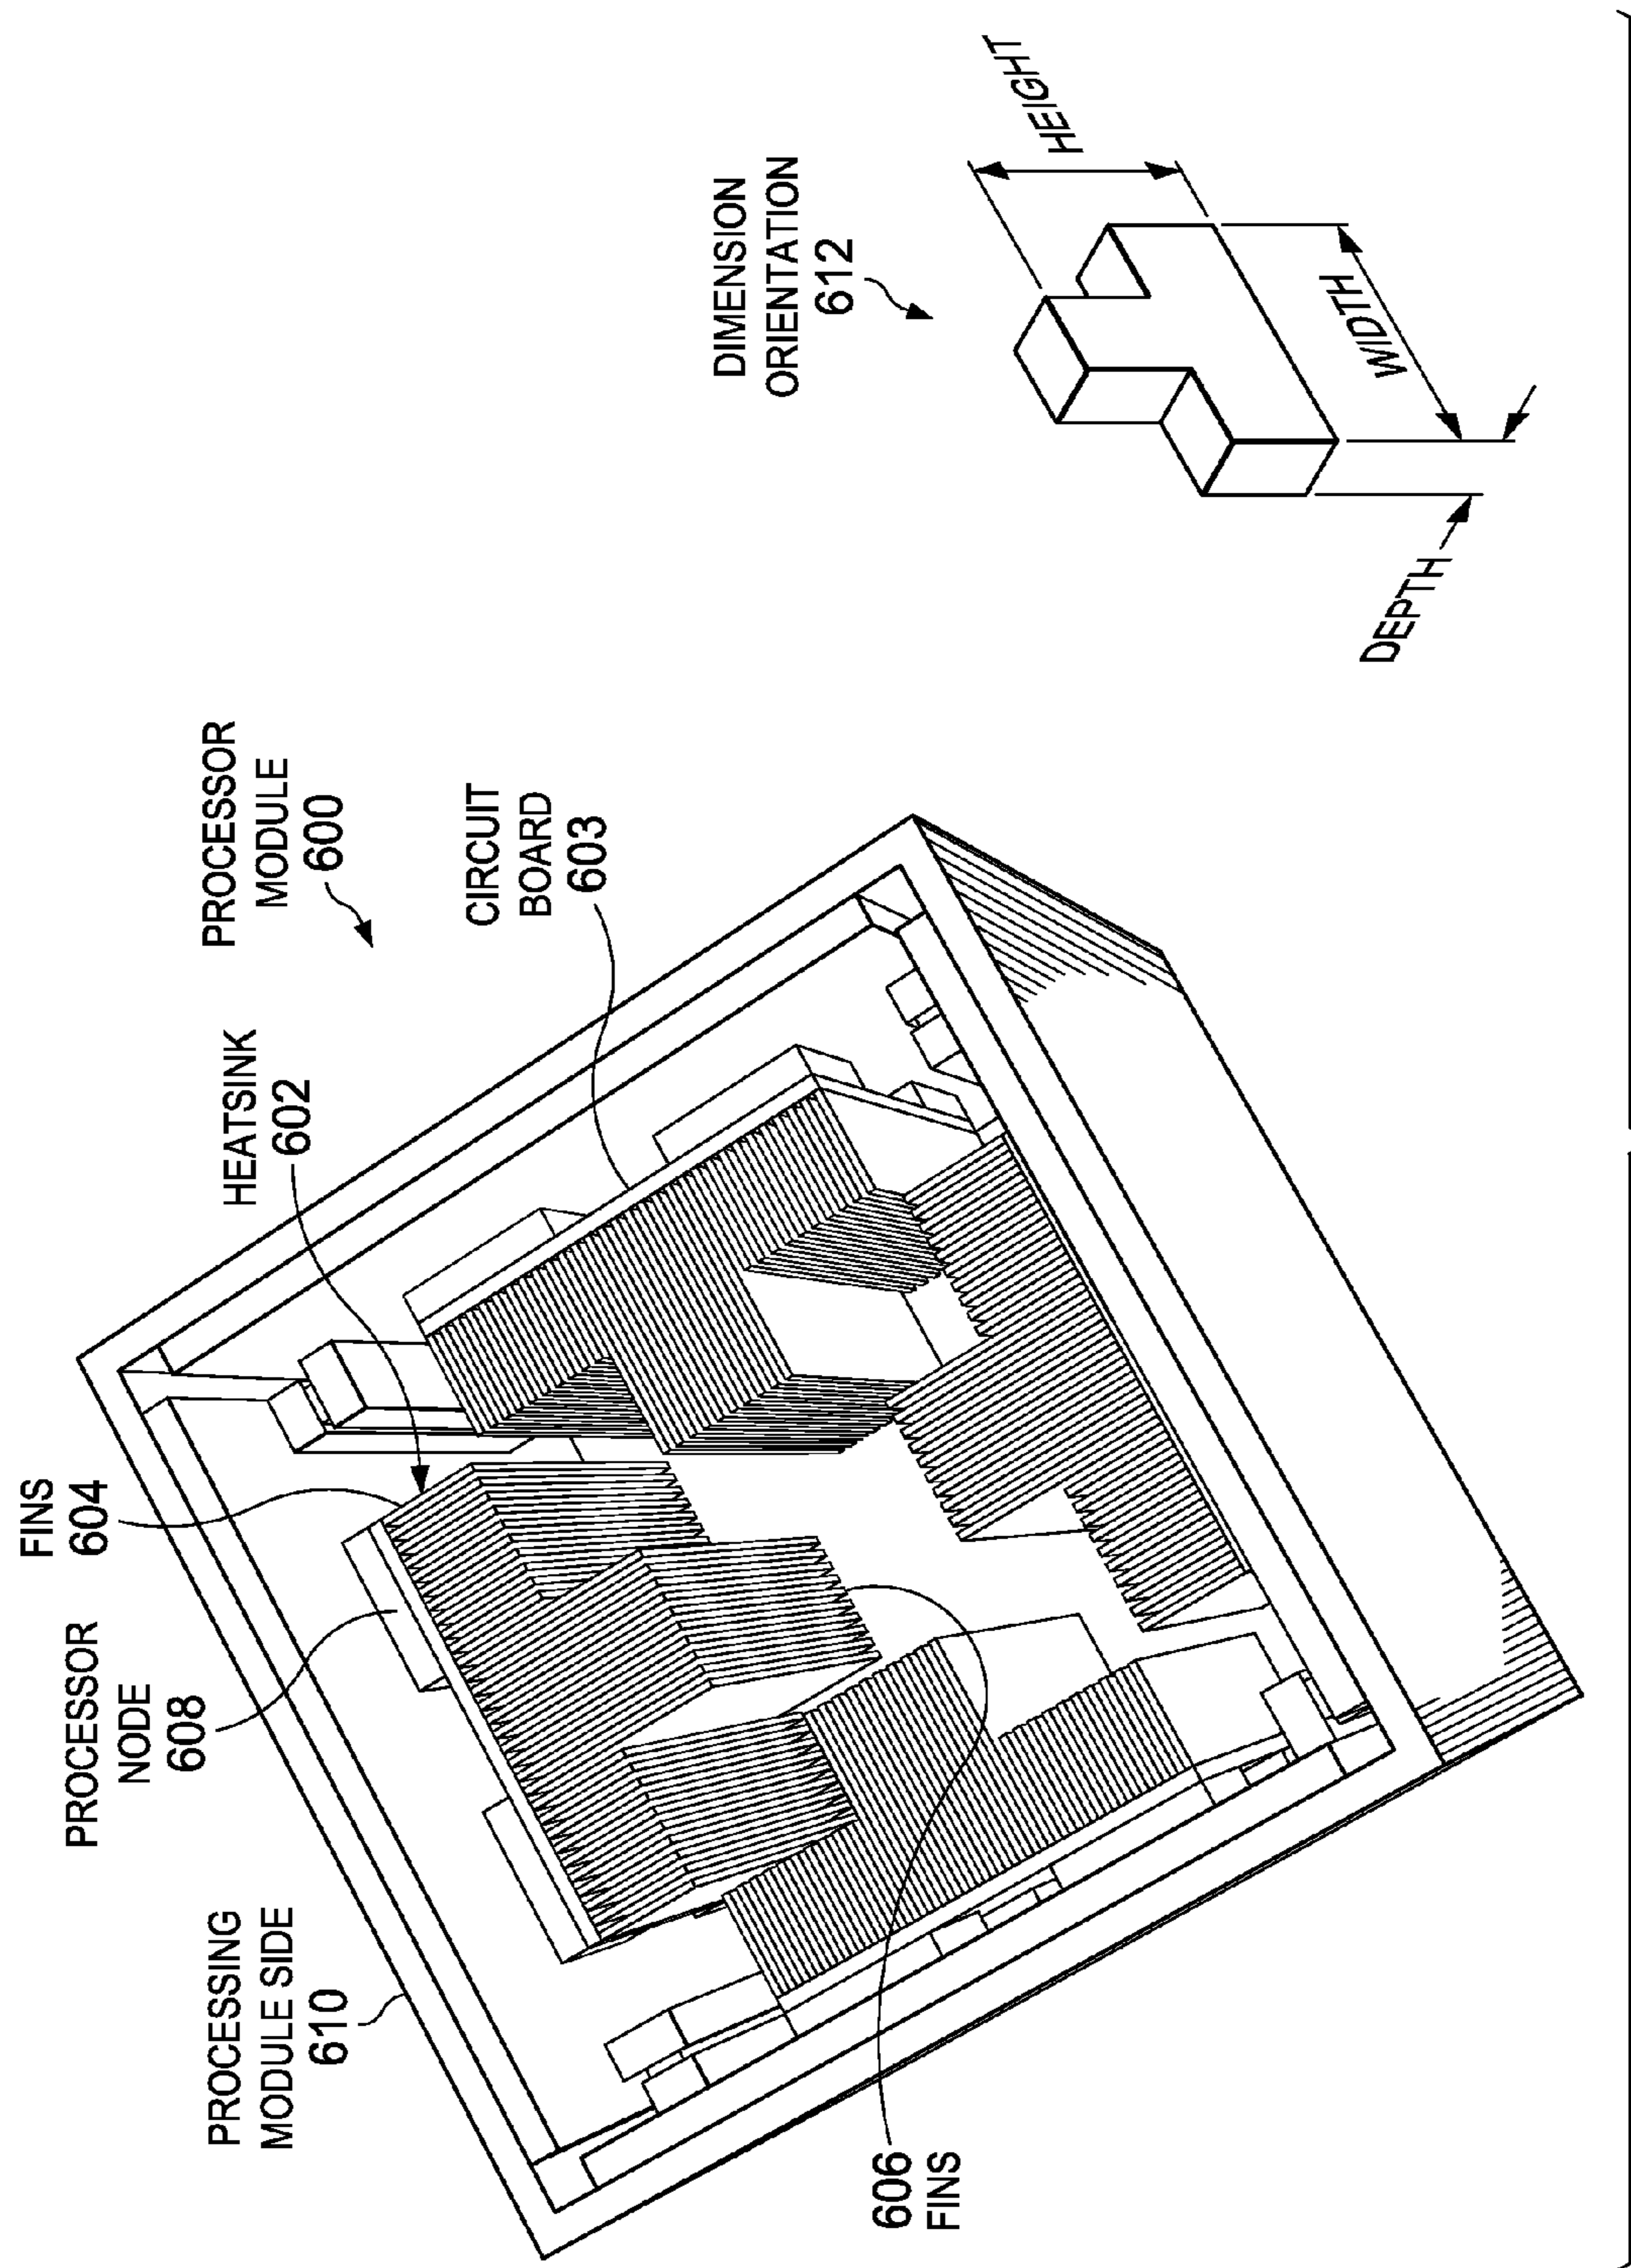 PROCESSING
MODULE SIDE
610
PROCESSOR
NODE
608
FINS
604
HEATSINK
602
PROCESSOR
MODULE
600
CIRCUIT
BOARD
603
606
FINS
DIMENSION
ORIENTATION
612
HEIGHT
WIDTH
DEPTH